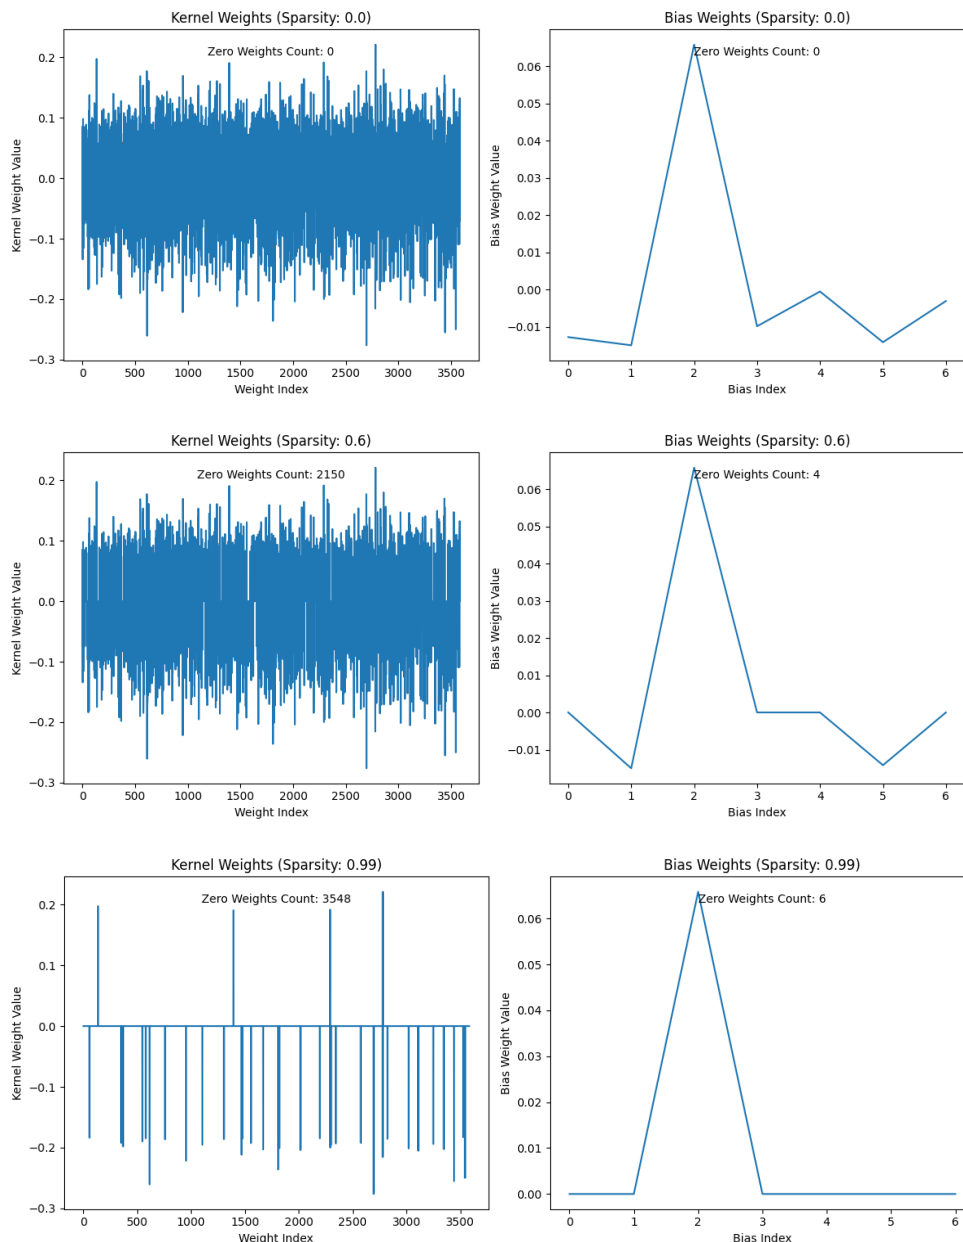 Kernel Weights (Sparsity: 0.0)
Zero Weights Count: 0
Kernel Weight Value
0.2
0.1
0.0
−0.1
−0.2
−0.3
0 500 1000 1500 2000 2500 3000 3500
Weight Index
Bias Weights (Sparsity: 0.0)
Zero Weights Count: 0
Bias Weight Value
0.06
0.05
0.04
0.03
0.02
0.01
0.00
−0.01
0 1 2 3 4 5 6
Bias Index
Kernel Weights (Sparsity: 0.6)
Zero Weights Count: 2150
Kernel Weight Value
0.2
0.1
0.0
−0.1
−0.2
−0.3
0 500 1000 1500 2000 2500 3000 3500
Weight Index
Bias Weights (Sparsity: 0.6)
Zero Weights Count: 4
Bias Weight Value
0.06
0.05
0.04
0.03
0.02
0.01
0.00
−0.01
0 1 2 3 4 5 6
Bias Index
Kernel Weights (Sparsity: 0.99)
Zero Weights Count: 3548
Kernel Weight Value
0.2
0.1
0.0
−0.1
−0.2
−0.3
0 500 1000 1500 2000 2500 3000 3500
Weight Index
Bias Weights (Sparsity: 0.99)
Zero Weights Count: 6
Bias Weight Value
0.06
0.05
0.04
0.03
0.02
0.01
0.00
0 1 2 3 4 5 6
Bias Index